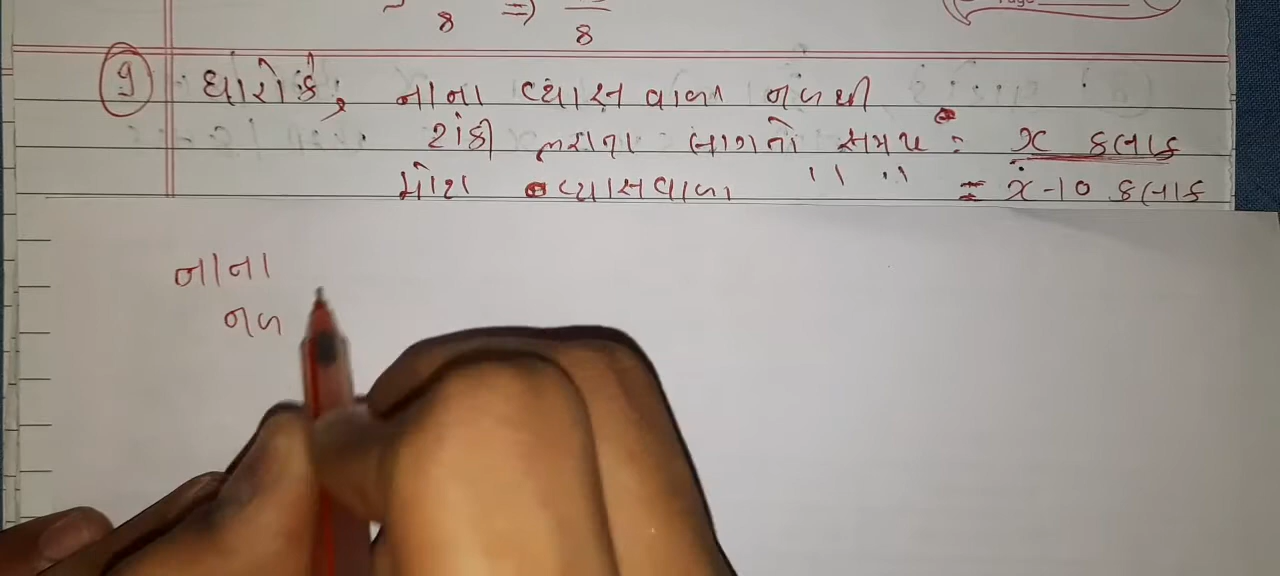 8 ⇒ 8
9 ધારોકે, નાના વ્યાસ વાળા નળથી
ટાંકી ભરાતા લાગતો સમય = x કલાક
મોટા વ્યાસવાળા '' '' = x-10 કલાક
નાના
નળ